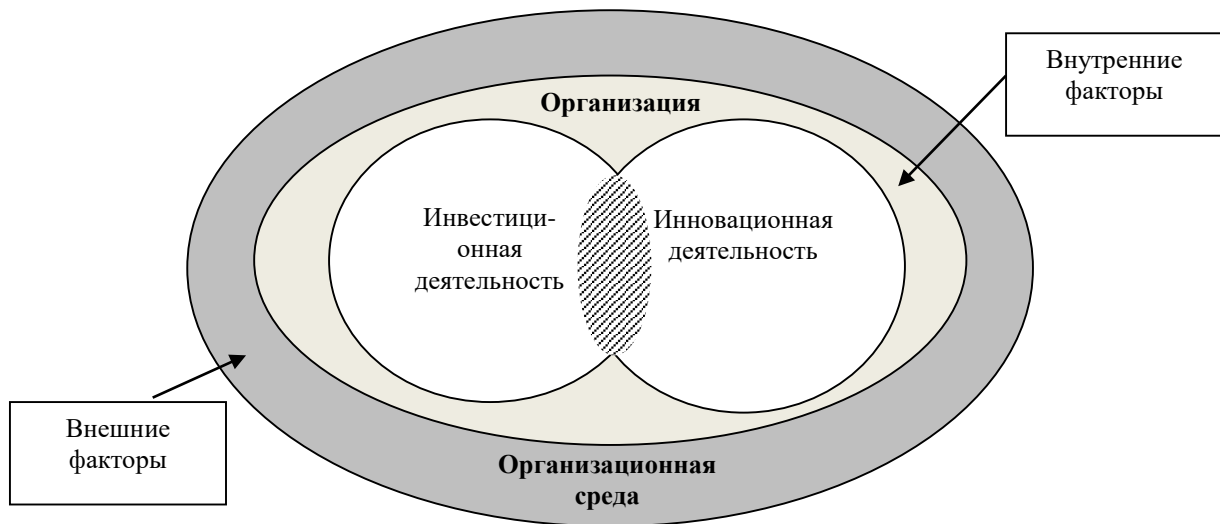 Внутренние
факторы
Организация
Инвестици-
онная
деятельность
Инновационная
деятельность
Внешние
факторы
Организационная
среда